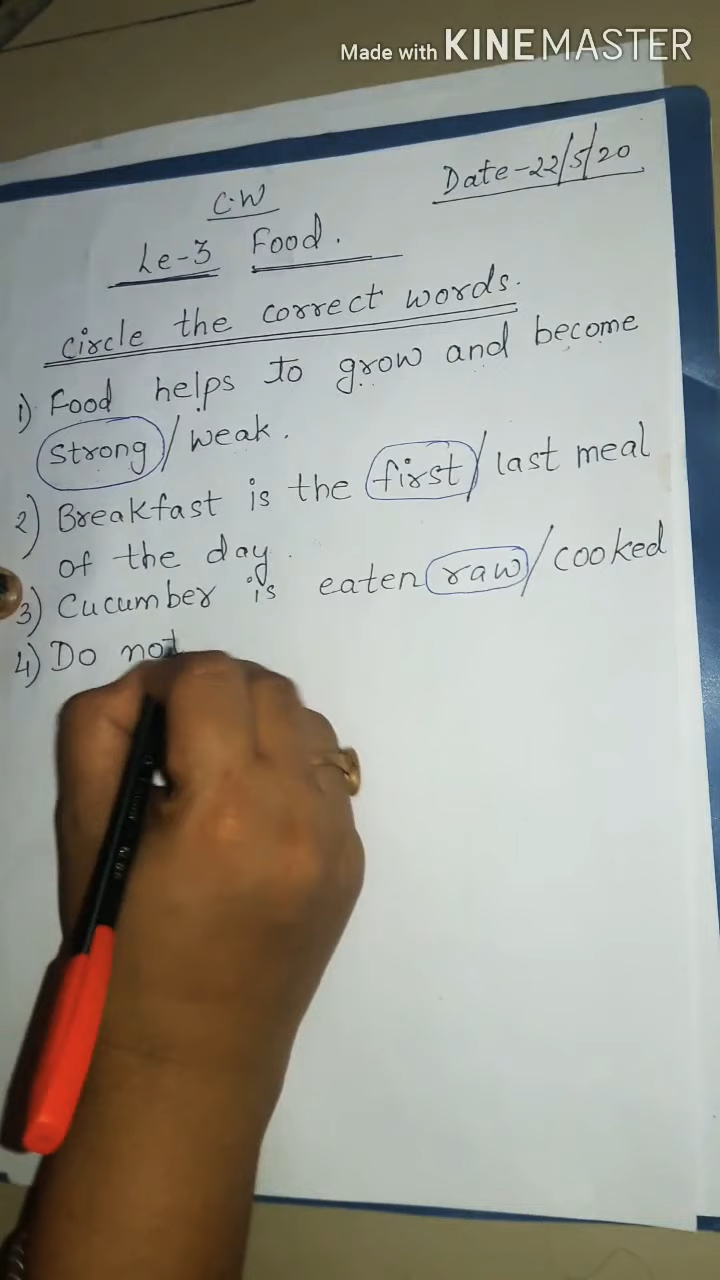 Made with KINEMASTER
C.W
Date-22/5/20
Le-3 Food.
Circle the correct words.
1) Food helps to grow and become
Strong / weak.
2) Breakfast is the first / last meal
of the day.
3) Cucumber is eaten raw / cooked
4) Do not